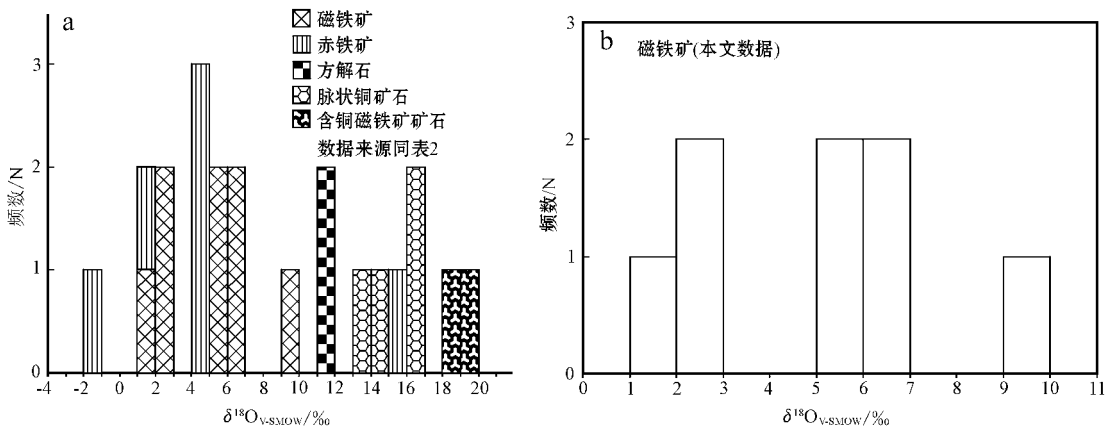 a
磁铁矿
赤铁矿
方解石
脉状铜矿石
含铜磁铁矿矿石
数据来源同表2
频数/N
3
2
1
0
-4 -2 0 2 4 6 8 10 12 14 16 18 20
δ¹⁸O_V-SMOW/‰
b
磁铁矿(本文数据)
频数/N
3
2
1
0
0 1 2 3 4 5 6 7 8 9 10 11
δ¹⁸O_V-SMOW/‰